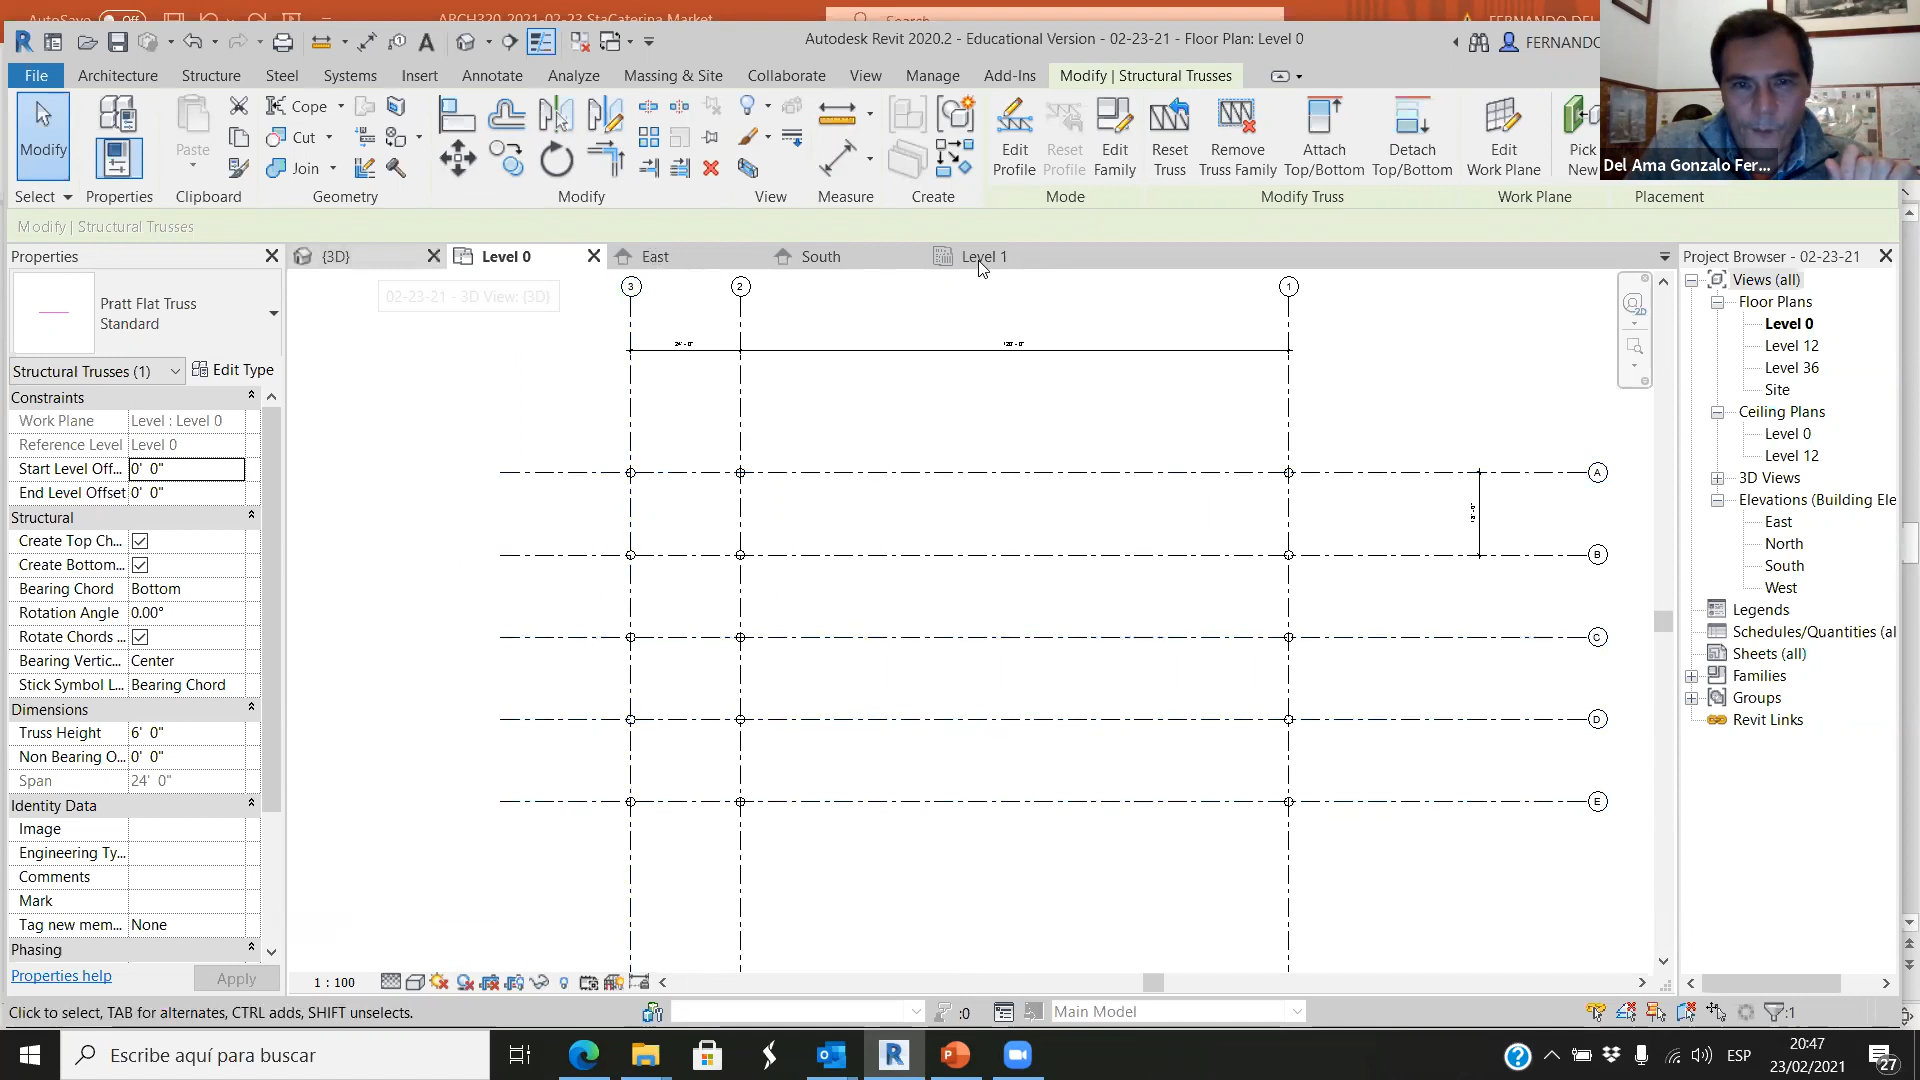 AutoSave Off ARCH320_2021-02-23 StaCaterina Market Search FERNANDO DEL
Autodesk Revit 2020.2 - Educational Version - 02-23-21 - Floor Plan: Level 0 FERNANDO
File Architecture Structure Steel Systems Insert Annotate Analyze Massing & Site Collaborate View Manage Add-Ins Modify | Structural Trusses
Modify Paste Cope Cut Join
Edit Profile Reset Profile Edit Family Reset Truss Remove Truss Family Attach Top/Bottom Detach Top/Bottom Edit Work Plane Pick New
Del Ama Gonzalo Fer...
Select Properties Clipboard Geometry Modify View Measure Create Mode Modify Truss Work Plane Placement
Modify | Structural Trusses
Properties
{3D} Level 0 East South Level 1
02-23-21 - 3D View: {3D}
Pratt Flat Truss
Standard
Structural Trusses (1) Edit Type
Constraints
Work Plane Level : Level 0
Reference Level Level 0
Start Level Off... 0' 0"
End Level Offset 0' 0"
Structural
Create Top Ch...
Create Bottom...
Bearing Chord Bottom
Rotation Angle 0.00°
Rotate Chords ...
Bearing Vertic... Center
Stick Symbol L... Bearing Chord
Dimensions
Truss Height 6' 0"
Non Bearing O... 0' 0"
Span 24' 0"
Identity Data
Image
Engineering Ty...
Comments
Mark
Tag new mem... None
Phasing
Properties help Apply
3 2 1
24' - 0" 120' - 0"
A
B
C
D
E
18' - 0"
2D
Project Browser - 02-23-21
Views (all)
Floor Plans
Level 0
Level 12
Level 36
Site
Ceiling Plans
Level 0
Level 12
3D Views
Elevations (Building Ele
East
North
South
West
Legends
Schedules/Quantities (al
Sheets (all)
Families
Groups
Revit Links
1 : 100
Click to select, TAB for alternates, CTRL adds, SHIFT unselects. :0 Main Model :1
Escribe aquí para buscar
ESP
20:47
23/02/2021
27